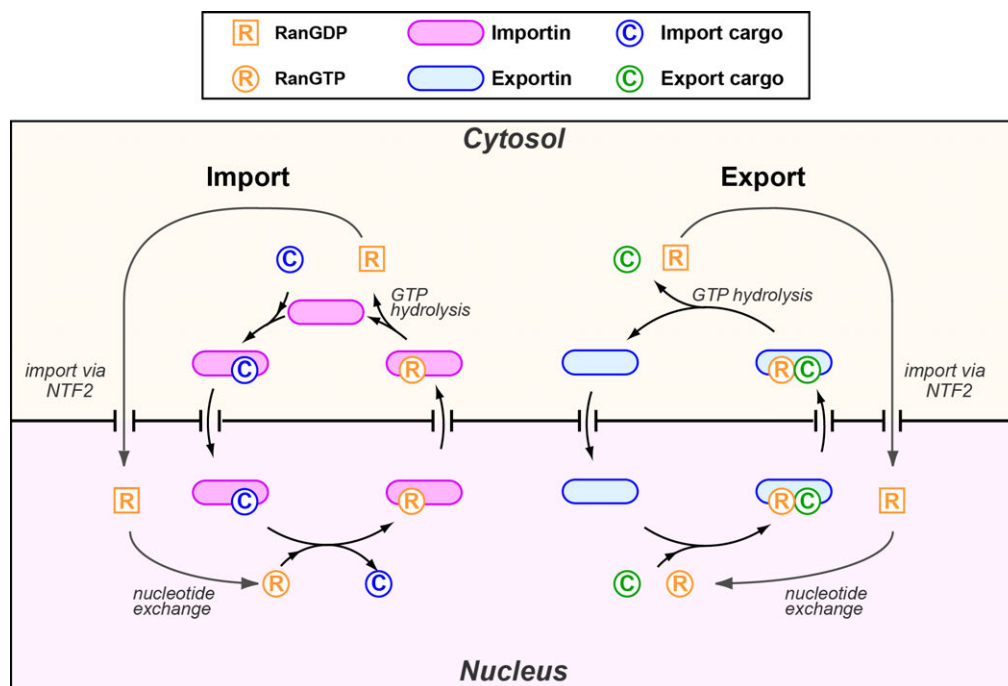 R RanGDP Importin C Import cargo
R RanGTP Exportin C Export cargo
Cytosol
Import Export
C R C R
GTP
hydrolysis
GTP hydrolysis
C R R C
import via
NTF2
import via
NTF2
R C R R C R
R C C R
nucleotide
exchange
nucleotide
exchange
Nucleus